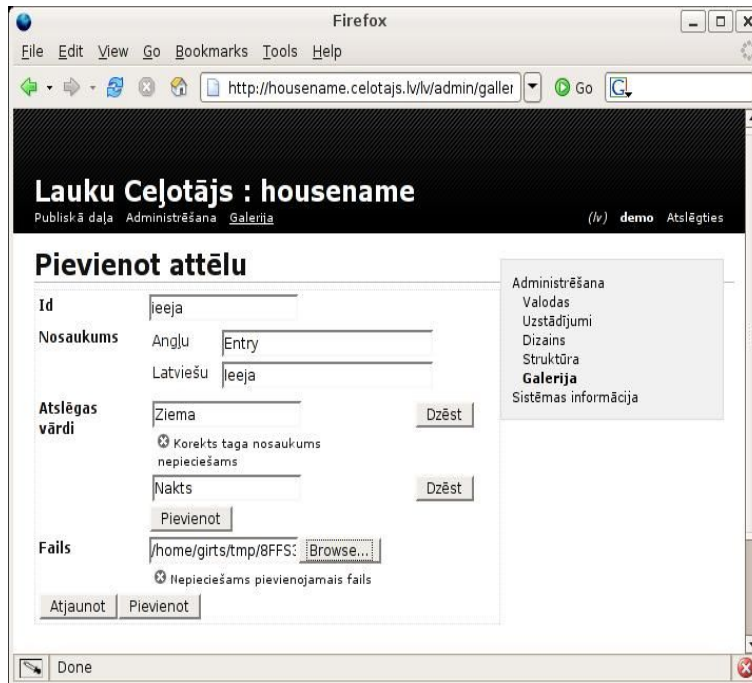 Firefox
File Edit View Go Bookmarks Tools Help
http://housename.celotajs.lv/lv/admin/galler Go G
Lauku Ceļotājs : housename
Publiskā daļa Administrēšana Galerija (lv) demo Atslēgties
Pievienot attēlu
Id ieeja
Nosaukums Angļu Entry
Latviešu Ieeja
Atslēgas vārdi Ziema Dzēst
Korekts taga nosaukums
nepieciešams
Nakts Dzēst
Pievienot
Fails /home/girts/tmp/8FFS3 Browse...
Nepieciešams pievienojamais fails
Atjaunot Pievienot
Administrēšana
Valodas
Uzstādījumi
Dizains
Struktūra
Galerija
Sistēmas informācija
Done